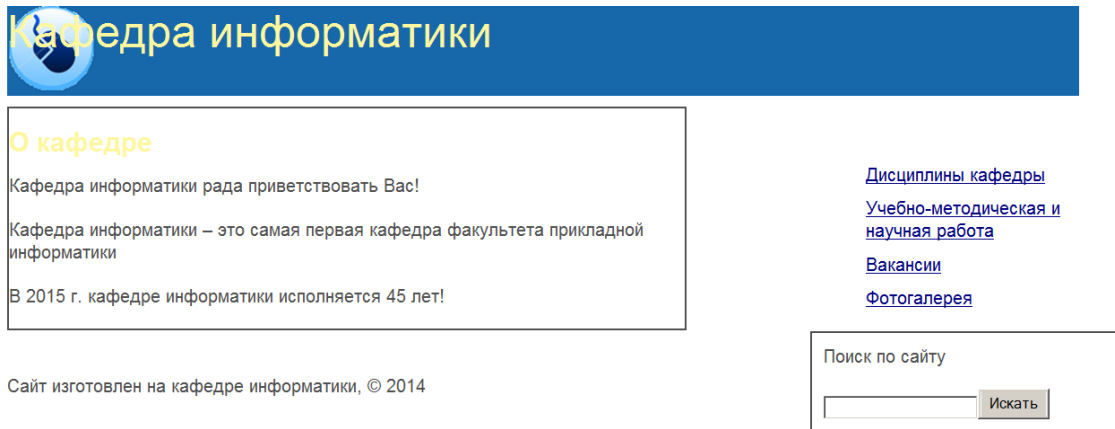 Кафедра информатики
О кафедре
Кафедра информатики рада приветствовать Вас!
Кафедра информатики – это самая первая кафедра факультета прикладной
информатики
В 2015 г. кафедре информатики исполняется 45 лет!
Дисциплины кафедры
Учебно-методическая и
научная работа
Вакансии
Фотогалерея
Поиск по сайту
Искать
Сайт изготовлен на кафедре информатики, © 2014